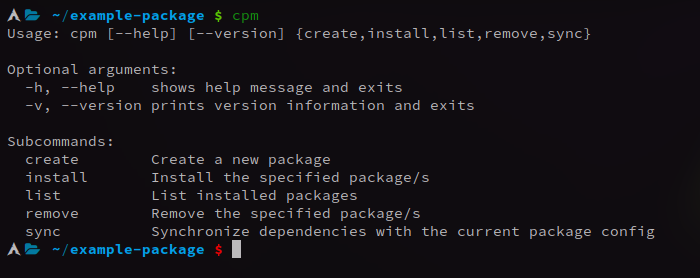 ~/example-package $ cpm
Usage: cpm [--help] [--version] {create,install,list,remove,sync}
Optional arguments:
-h, --help shows help message and exits
-v, --version prints version information and exits
Subcommands:
create Create a new package
install Install the specified package/s
list List installed packages
remove Remove the specified package/s
sync Synchronize dependencies with the current package config
~/example-package $